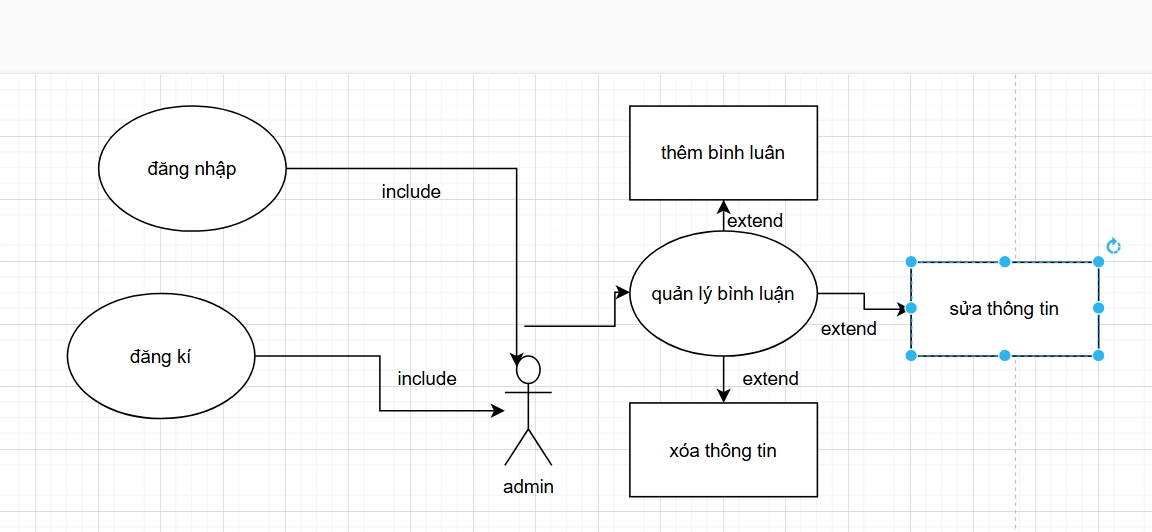 thêm bình luân
đăng nhập
include
extend
quản lý bình luận
sửa thông tin
extend
đăng kí
include
extend
xóa thông tin
admin